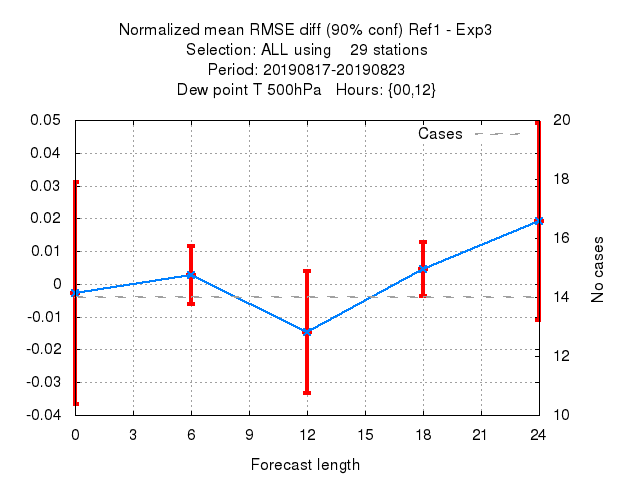 Normalized mean RMSE diff (90% conf) Ref1 - Exp3
Selection: ALL using    29 stations
Period: 20190817-20190823
Dew point T 500hPa   Hours: {00,12}
Cases
0.05
0.04
0.03
0.02
0.01
0
-0.01
-0.02
-0.03
-0.04
20
18
16
14
12
10
No cases
0 3 6 9 12 15 18 21 24
Forecast length